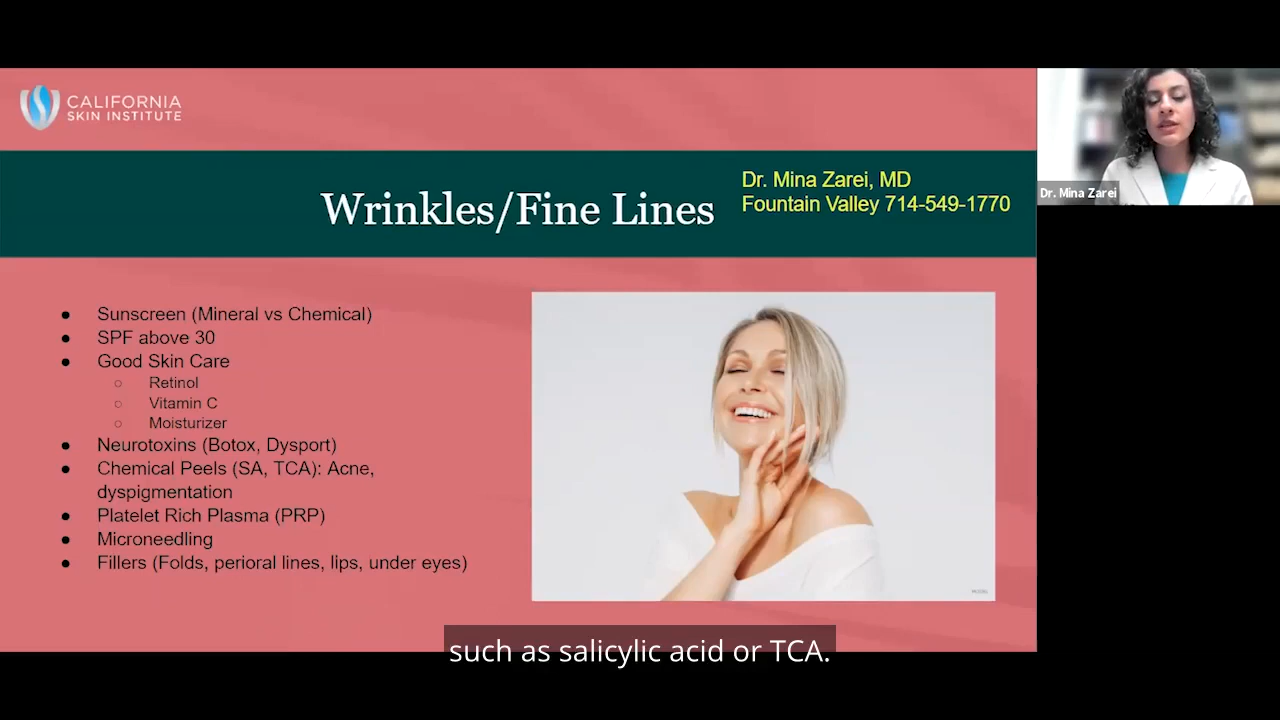 CALIFORNIA
SKIN INSTITUTE
Wrinkles/Fine Lines
Dr. Mina Zarei, MD
Fountain Valley 714-549-1770
Dr. Mina Zarei
● Sunscreen (Mineral vs Chemical)
● SPF above 30
● Good Skin Care
○ Retinol
○ Vitamin C
○ Moisturizer
● Neurotoxins (Botox, Dysport)
● Chemical Peels (SA, TCA): Acne,
dyspigmentation
● Platelet Rich Plasma (PRP)
● Microneedling
● Fillers (Folds, perioral lines, lips, under eyes)
such as salicylic acid or TCA.